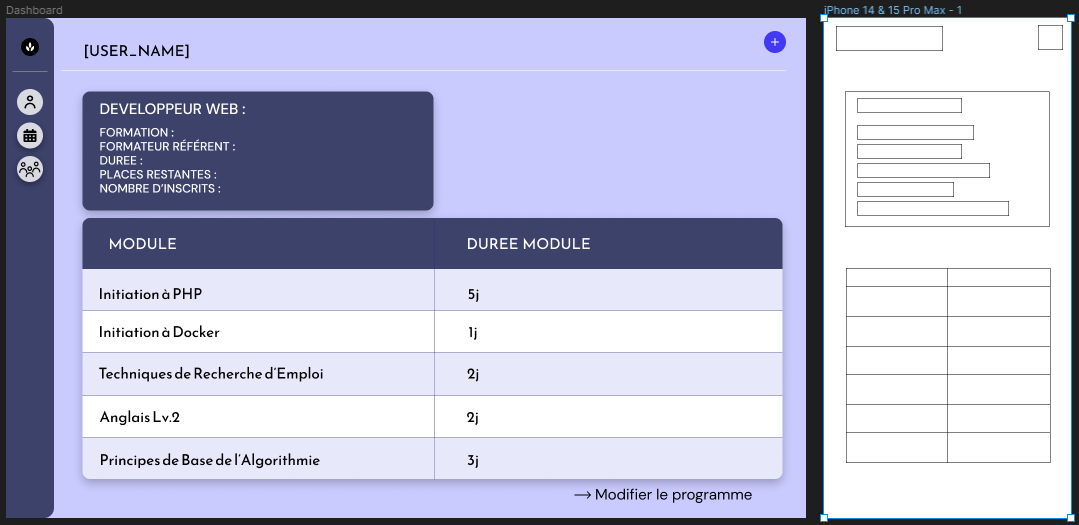 Dashboard
iPhone 14 & 15 Pro Max - 1
[USER_NAME]
DEVELOPPEUR WEB :
FORMATION :
FORMATEUR RÉFÉRENT :
DUREE :
PLACES RESTANTES :
NOMBRE D'INSCRITS :
MODULE DUREE MODULE
Initiation à PHP 5j
Initiation à Docker 1j
Techniques de Recherche d'Emploi 2j
Anglais Lv.2 2j
Principes de Base de l'Algorithmie 3j
→ Modifier le programme